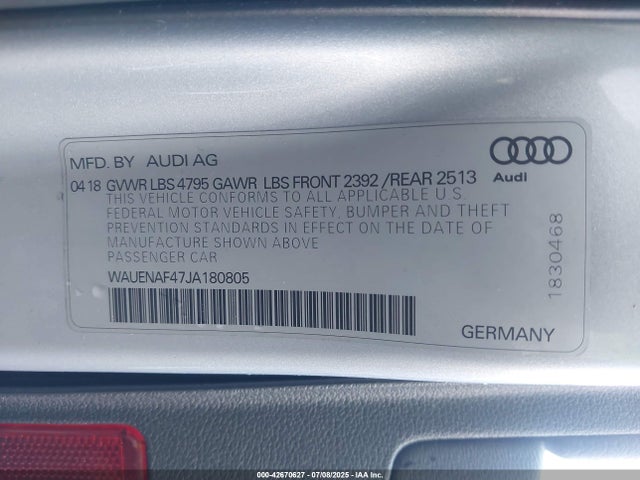 MFD. BY AUDI AG
04 18 GVWR LBS 4795 GAWR LBS FRONT 2392 /REAR 2513
THIS VEHICLE CONFORMS TO ALL APPLICABLE U.S.
FEDERAL MOTOR VEHICLE SAFETY, BUMPER AND THEFT
PREVENTION STANDARDS IN EFFECT ON THE DATE OF
MANUFACTURE SHOWN ABOVE
PASSENGER CAR
WAUENAF47JA180805
Audi
1830468
GERMANY
000-42670627 | 07/08/2025 | IAA Inc.